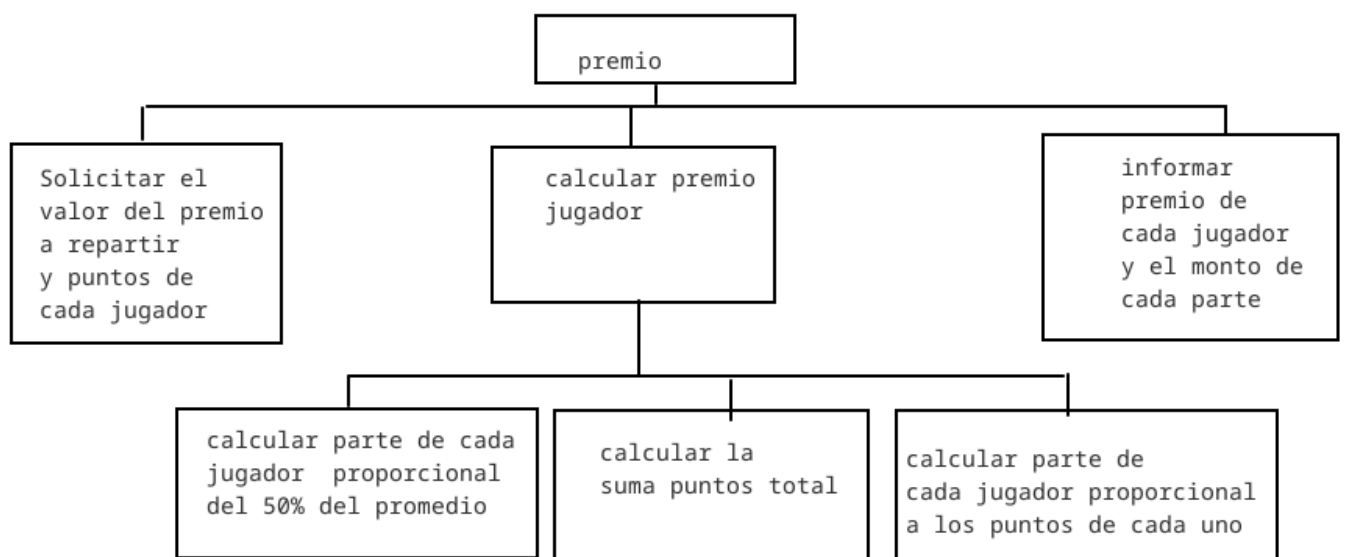 premio
Solicitar el
valor del premio
a repartir
y puntos de
cada jugador
calcular premio
jugador
informar
premio de
cada jugador
y el monto de
cada parte
calcular parte de cada
jugador  proporcional
del 50% del promedio
calcular la
suma puntos total
calcular parte de
cada jugador proporcional
a los puntos de cada uno